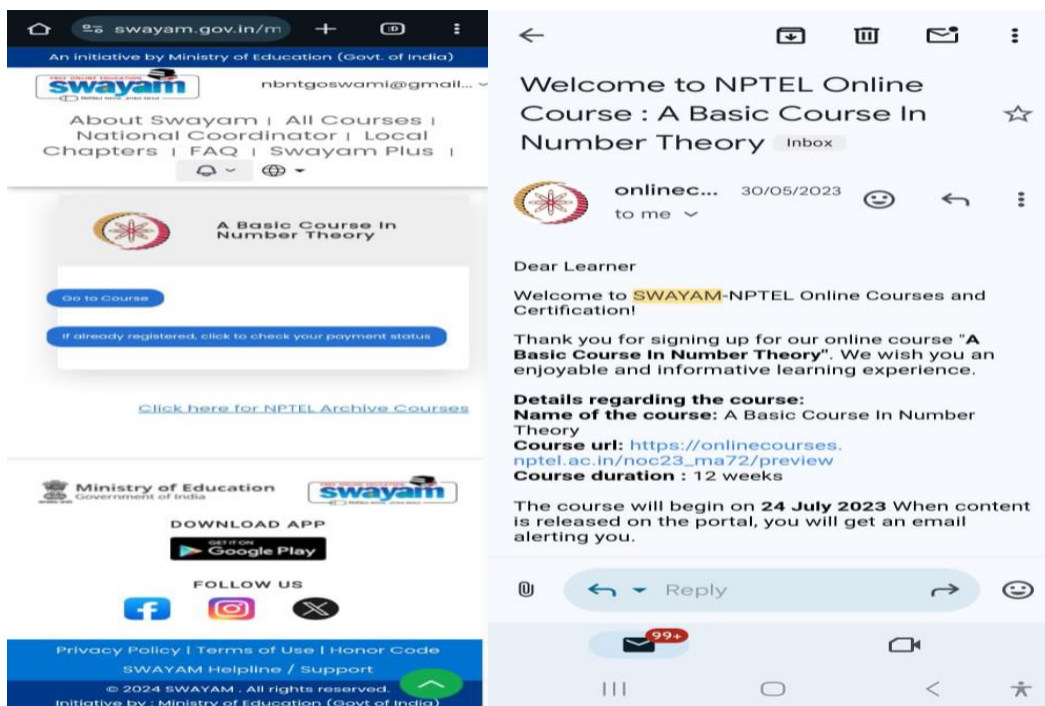 swayam.gov.in/m
:D
An initiative by Ministry of Education (Govt. of India)
FREE ONLINE EDUCATION
swayam
nbntgoswami@gmail...
About Swayam | All Courses |
National Coordinator | Local
Chapters | FAQ | Swayam Plus |
A Basic Course In
Number Theory
Go to Course
If already registered, click to check your payment status
Click here for NPTEL Archive Courses
Ministry of Education
Government of India
swayam
DOWNLOAD APP
GET IT ON
Google Play
FOLLOW US
Privacy Policy | Terms of Use | Honor Code
SWAYAM Helpline / Support
© 2024 SWAYAM . All rights reserved.
Initiative by : Ministry of Education (Govt of India)
Welcome to NPTEL Online
Course : A Basic Course In
Number Theory Inbox
onlinec... 30/05/2023
to me
Dear Learner
Welcome to SWAYAM-NPTEL Online Courses and
Certification!
Thank you for signing up for our online course "A
Basic Course In Number Theory". We wish you an
enjoyable and informative learning experience.
Details regarding the course:
Name of the course: A Basic Course In Number
Theory
Course url: https://onlinecourses.
nptel.ac.in/noc23_ma72/preview
Course duration : 12 weeks
The course will begin on 24 July 2023 When content
is released on the portal, you will get an email
alerting you.
Reply
99+